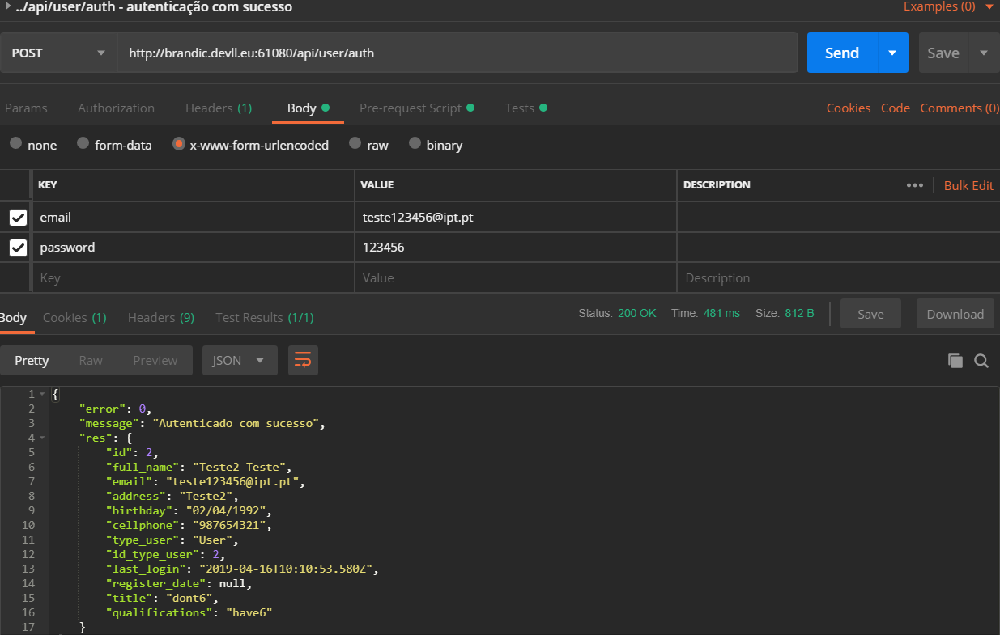 ../api/user/auth - autenticação com sucesso Examples (0)
POST http://brandic.devll.eu:61080/api/user/auth Send Save
Params Authorization Headers (1) Body Pre-request Script Tests Cookies Code Comments (0)
none form-data x-www-form-urlencoded raw binary
KEY VALUE DESCRIPTION ••• Bulk Edit
email teste123456@ipt.pt
password 123456
Key Value Description
Body Cookies (1) Headers (9) Test Results (1/1) Status: 200 OK Time: 481 ms Size: 812 B Save Download
Pretty Raw Preview JSON
1 {
2 "error": 0,
3 "message": "Autenticado com sucesso",
4 "res": {
5 "id": 2,
6 "full_name": "Teste2 Teste",
7 "email": "teste123456@ipt.pt",
8 "address": "Teste2",
9 "birthday": "02/04/1992",
10 "cellphone": "987654321",
11 "type_user": "User",
12 "id_type_user": 2,
13 "last_login": "2019-04-16T10:10:53.580Z",
14 "register_date": null,
15 "title": "dont6",
16 "qualifications": "have6"
17 }